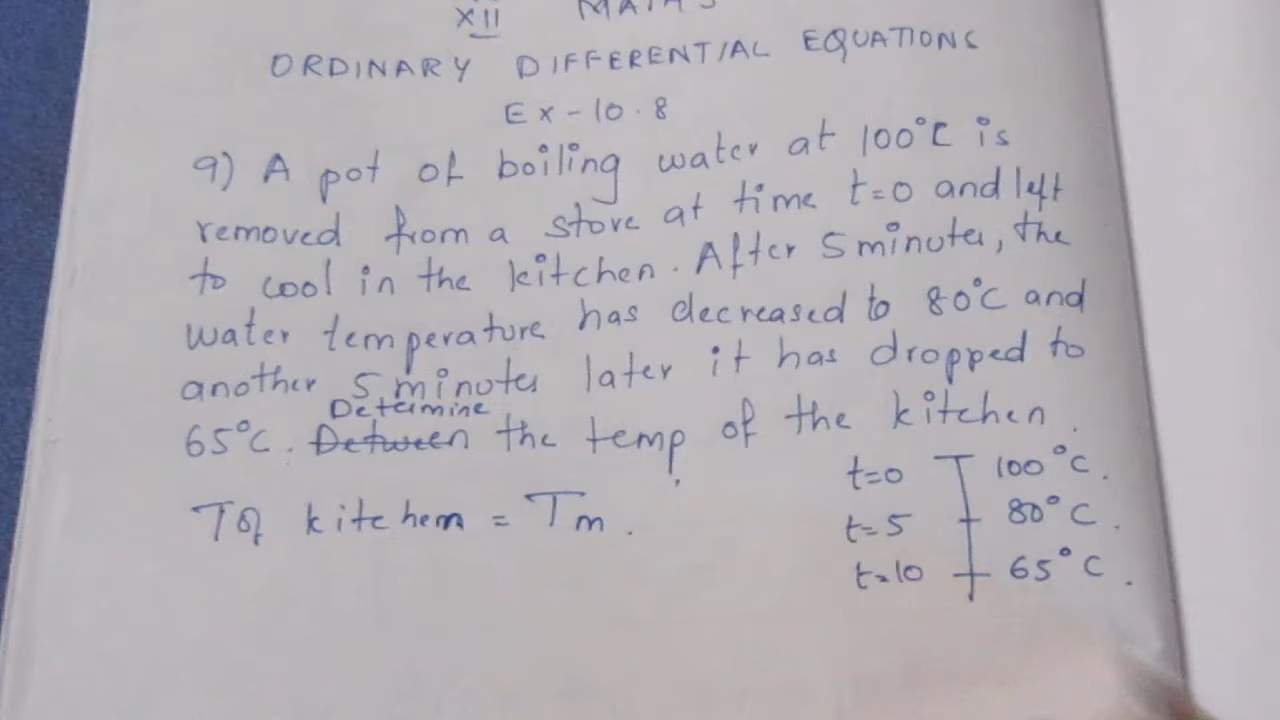 XII MATHS
ORDINARY DIFFERENTIAL EQUATIONS
Ex - 10.8
9) A pot of boiling water at 100°C is
removed from a stove at time t=0 and left
to cool in the kitchen. After 5 minutes, the
water temperature has decreased to 80°C and
another 5 minutes later it has dropped to
Determine
65°C. Between the temp of the kitchen.
t=0 100°C.
T of kitchen = Tm.
t=5 80°C.
t=10 65°C.